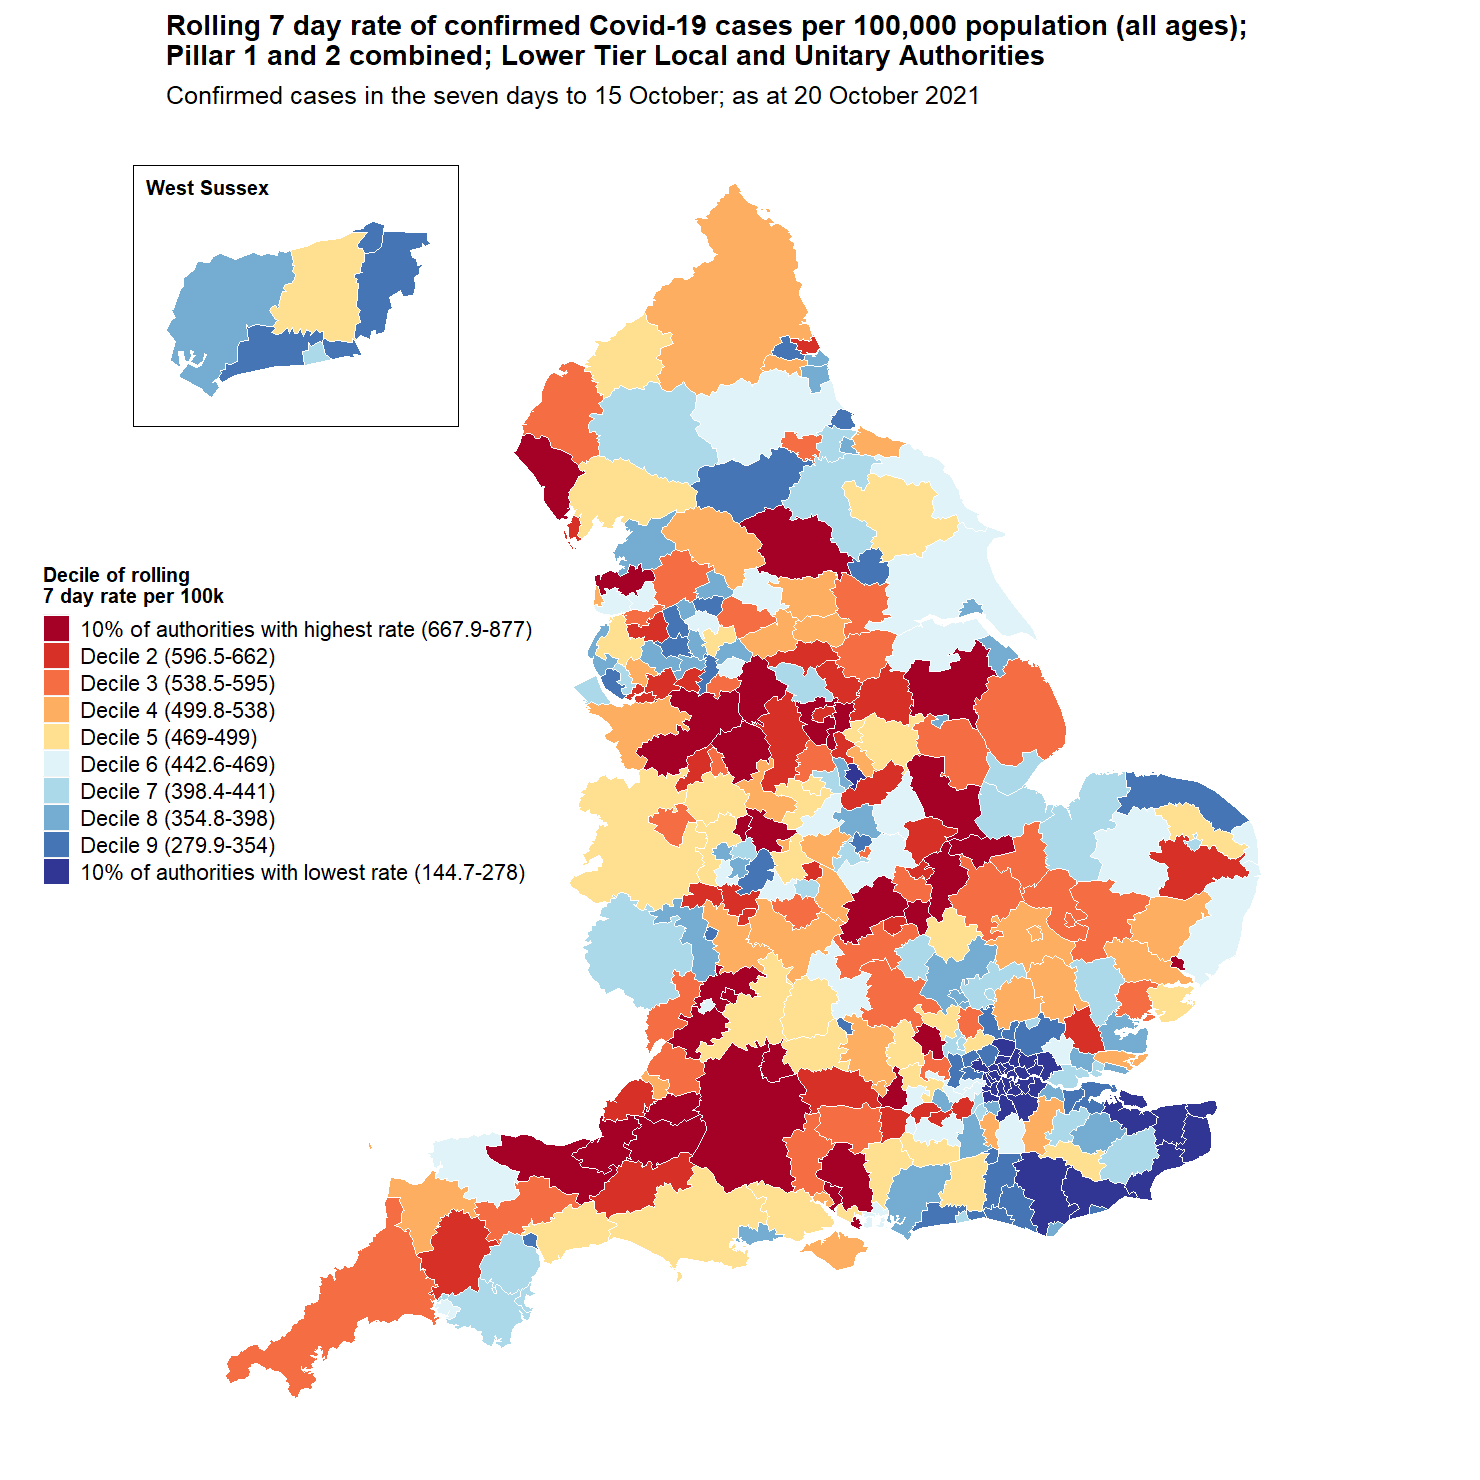 Rolling 7 day rate of confirmed Covid-19 cases per 100,000 population (all ages);
Pillar 1 and 2 combined; Lower Tier Local and Unitary Authorities
Confirmed cases in the seven days to 15 October; as at 20 October 2021
West Sussex
Decile of rolling
7 day rate per 100k
10% of authorities with highest rate (667.9-877)
Decile 2 (596.5-662)
Decile 3 (538.5-595)
Decile 4 (499.8-538)
Decile 5 (469-499)
Decile 6 (442.6-469)
Decile 7 (398.4-441)
Decile 8 (354.8-398)
Decile 9 (279.9-354)
10% of authorities with lowest rate (144.7-278)